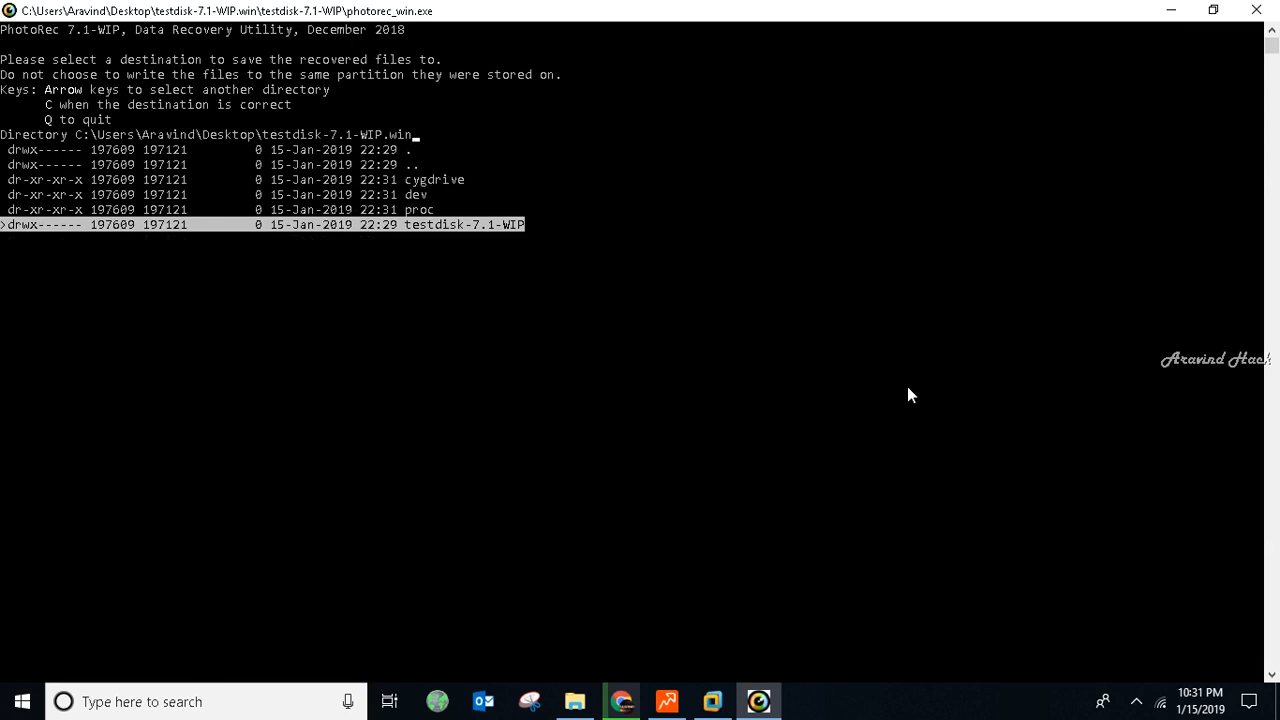 C:\Users\Aravind\Desktop\testdisk-7.1-WIP.win\testdisk-7.1-WIP\photorec_win.exe
PhotoRec 7.1-WIP, Data Recovery Utility, December 2018
Please select a destination to save the recovered files to.
Do not choose to write the files to the same partition they were stored on.
Keys: Arrow keys to select another directory
C when the destination is correct
Q to quit
Directory C:\Users\Aravind\Desktop\testdisk-7.1-WIP.win
drwx------ 197609 197121 0 15-Jan-2019 22:29 .
drwx------ 197609 197121 0 15-Jan-2019 22:29 ..
dr-xr-xr-x 197609 197121 0 15-Jan-2019 22:31 cygdrive
dr-xr-xr-x 197609 197121 0 15-Jan-2019 22:31 dev
dr-xr-xr-x 197609 197121 0 15-Jan-2019 22:31 proc
>drwx------ 197609 197121 0 15-Jan-2019 22:29 testdisk-7.1-WIP
Aravind Hack
Type here to search
10:31 PM
1/15/2019